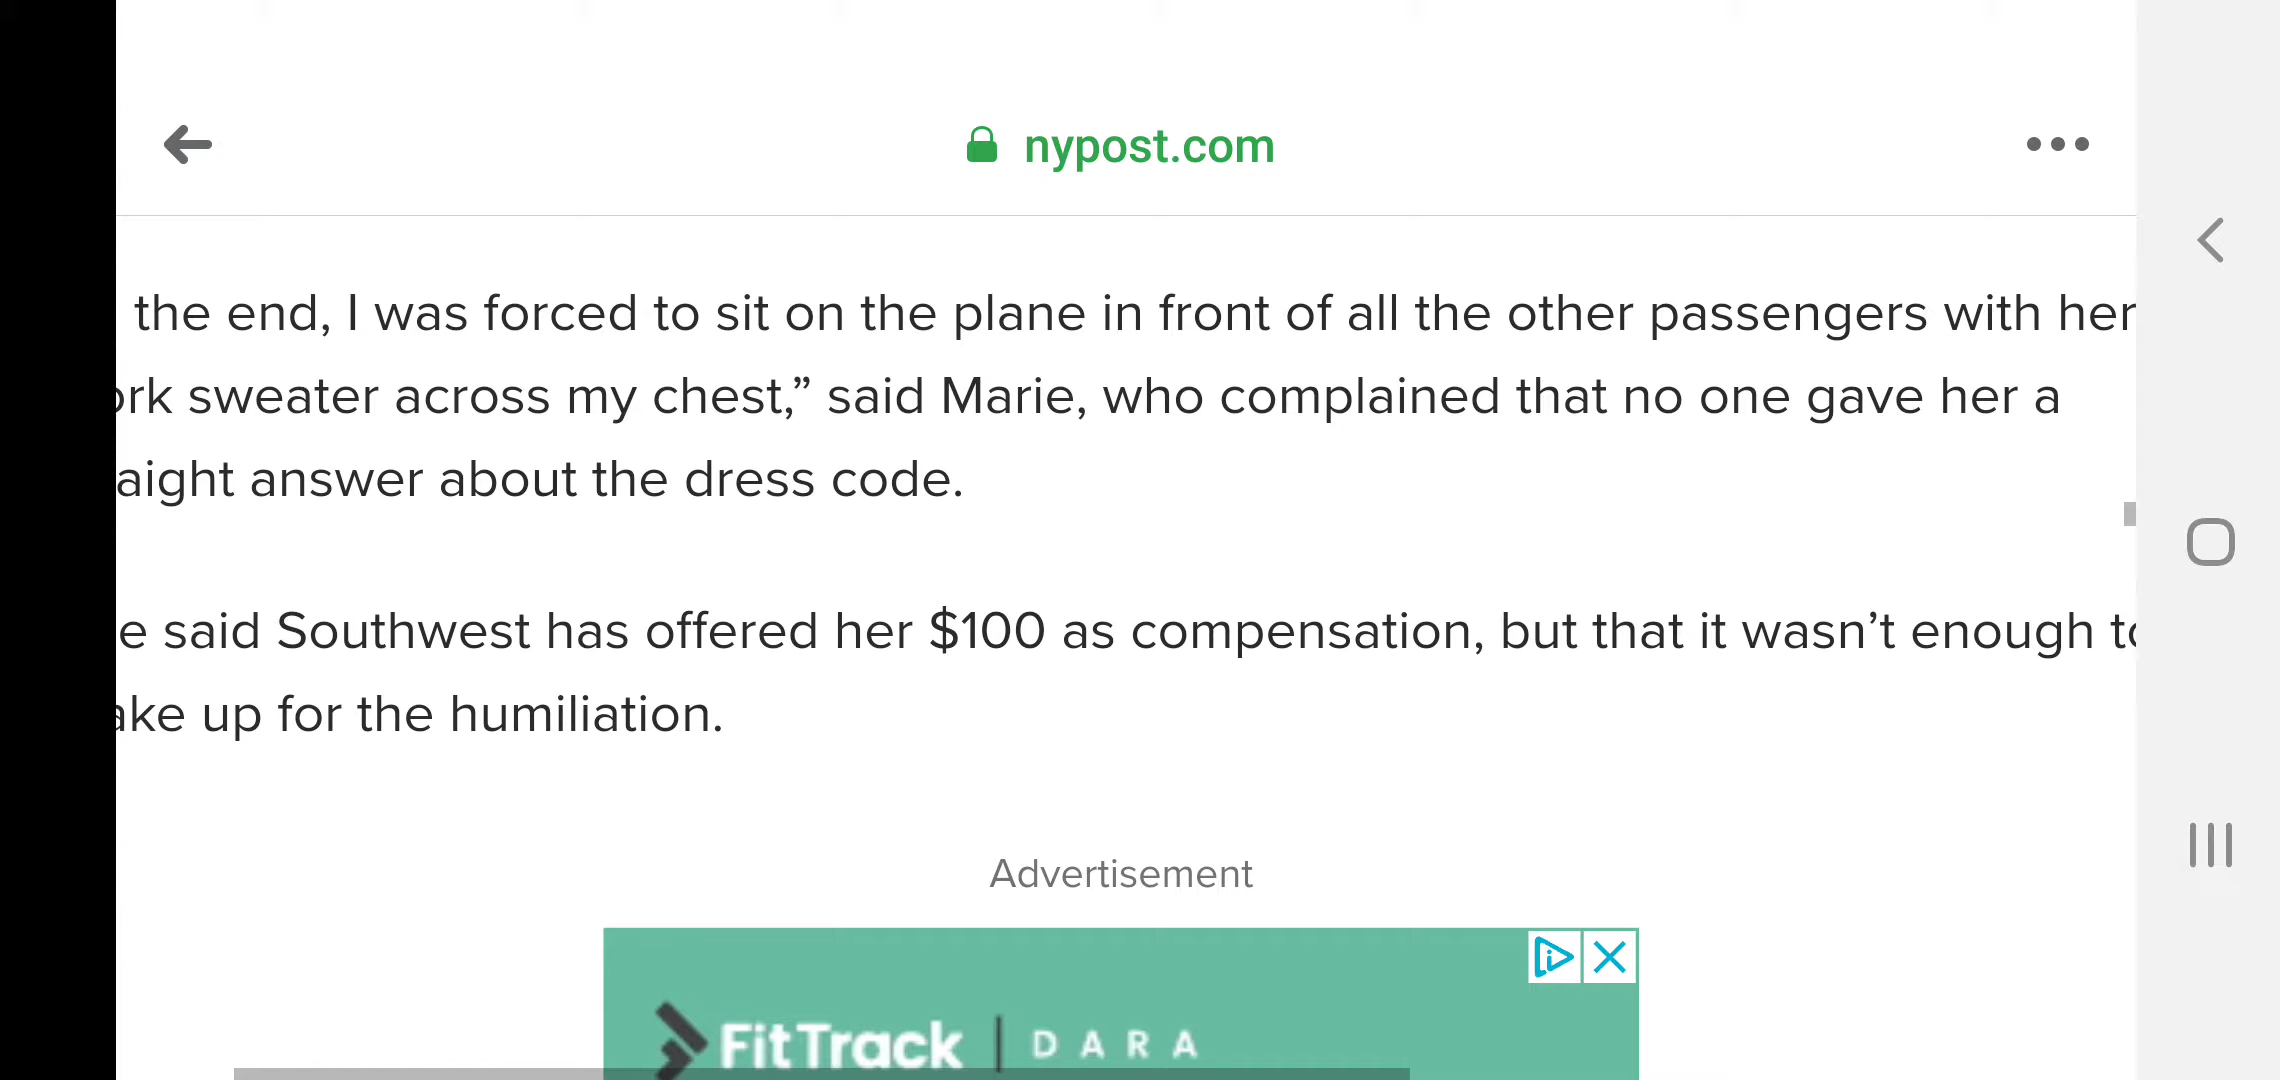 nypost.com
the end, I was forced to sit on the plane in front of all the other passengers with her
sweater across my chest,” said Marie, who complained that no one gave her a
aight answer about the dress code.
e said Southwest has offered her $100 as compensation, but that it wasn’t enough to
ake up for the humiliation.
Advertisement
FitTrack | DARA